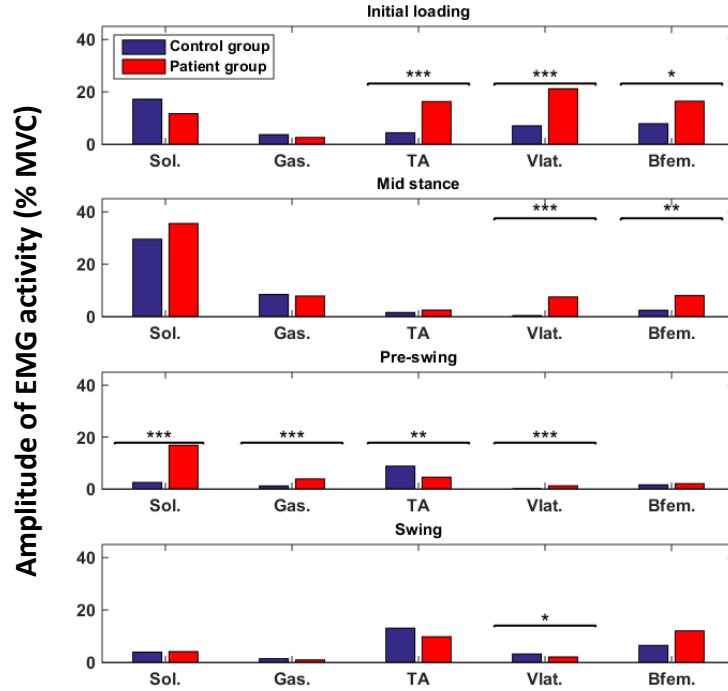 Amplitude of EMG activity (% MVC)
Initial loading
Control group
Patient group
40
20
0
*** *** *
Sol. Gas. TA Vlat. Bfem.
Mid stance
40
20
0
*** **
Sol. Gas. TA Vlat. Bfem.
Pre-swing
40
20
0
*** *** ** ***
Sol. Gas. TA Vlat. Bfem.
Swing
40
20
0
*
Sol. Gas. TA Vlat. Bfem.